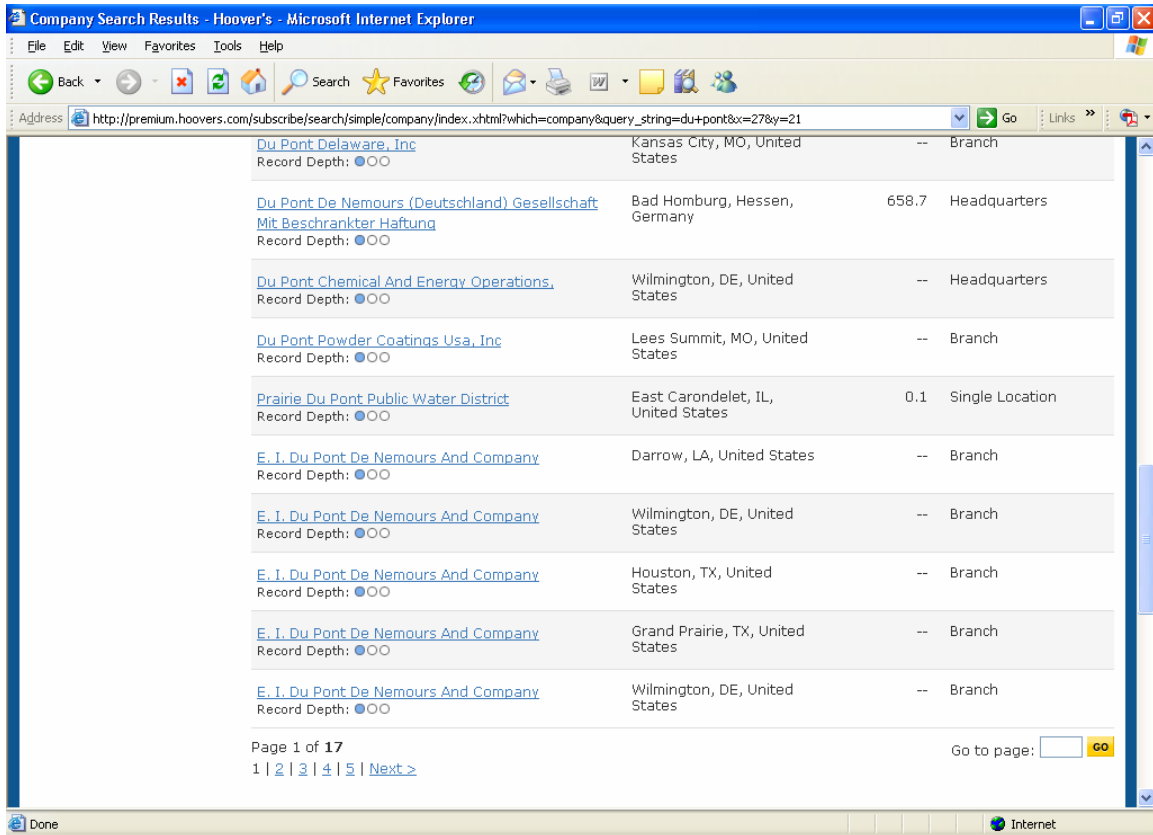 Company Search Results - Hoover's - Microsoft Internet Explorer
File Edit View Favorites Tools Help
Back Search Favorites
Address http://premium.hoovers.com/subscribe/search/simple/company/index.xhtml?which=company&query_string=du+pont&x=27&y=21 Go Links »
Du Pont Delaware, Inc Kansas City, MO, United -- Branch
Record Depth: States
Du Pont De Nemours (Deutschland) Gesellschaft Bad Homburg, Hessen, 658.7 Headquarters
Mit Beschrankter Haftung Germany
Record Depth:
Du Pont Chemical And Energy Operations, Wilmington, DE, United -- Headquarters
Record Depth: States
Du Pont Powder Coatings Usa, Inc Lees Summit, MO, United -- Branch
Record Depth: States
Prairie Du Pont Public Water District East Carondelet, IL, 0.1 Single Location
Record Depth: United States
E. I. Du Pont De Nemours And Company Darrow, LA, United States -- Branch
Record Depth:
E. I. Du Pont De Nemours And Company Wilmington, DE, United -- Branch
Record Depth: States
E. I. Du Pont De Nemours And Company Houston, TX, United -- Branch
Record Depth: States
E. I. Du Pont De Nemours And Company Grand Prairie, TX, United -- Branch
Record Depth: States
E. I. Du Pont De Nemours And Company Wilmington, DE, United -- Branch
Record Depth: States
Page 1 of 17 Go to page: GO
1 | 2 | 3 | 4 | 5 | Next >
Done Internet